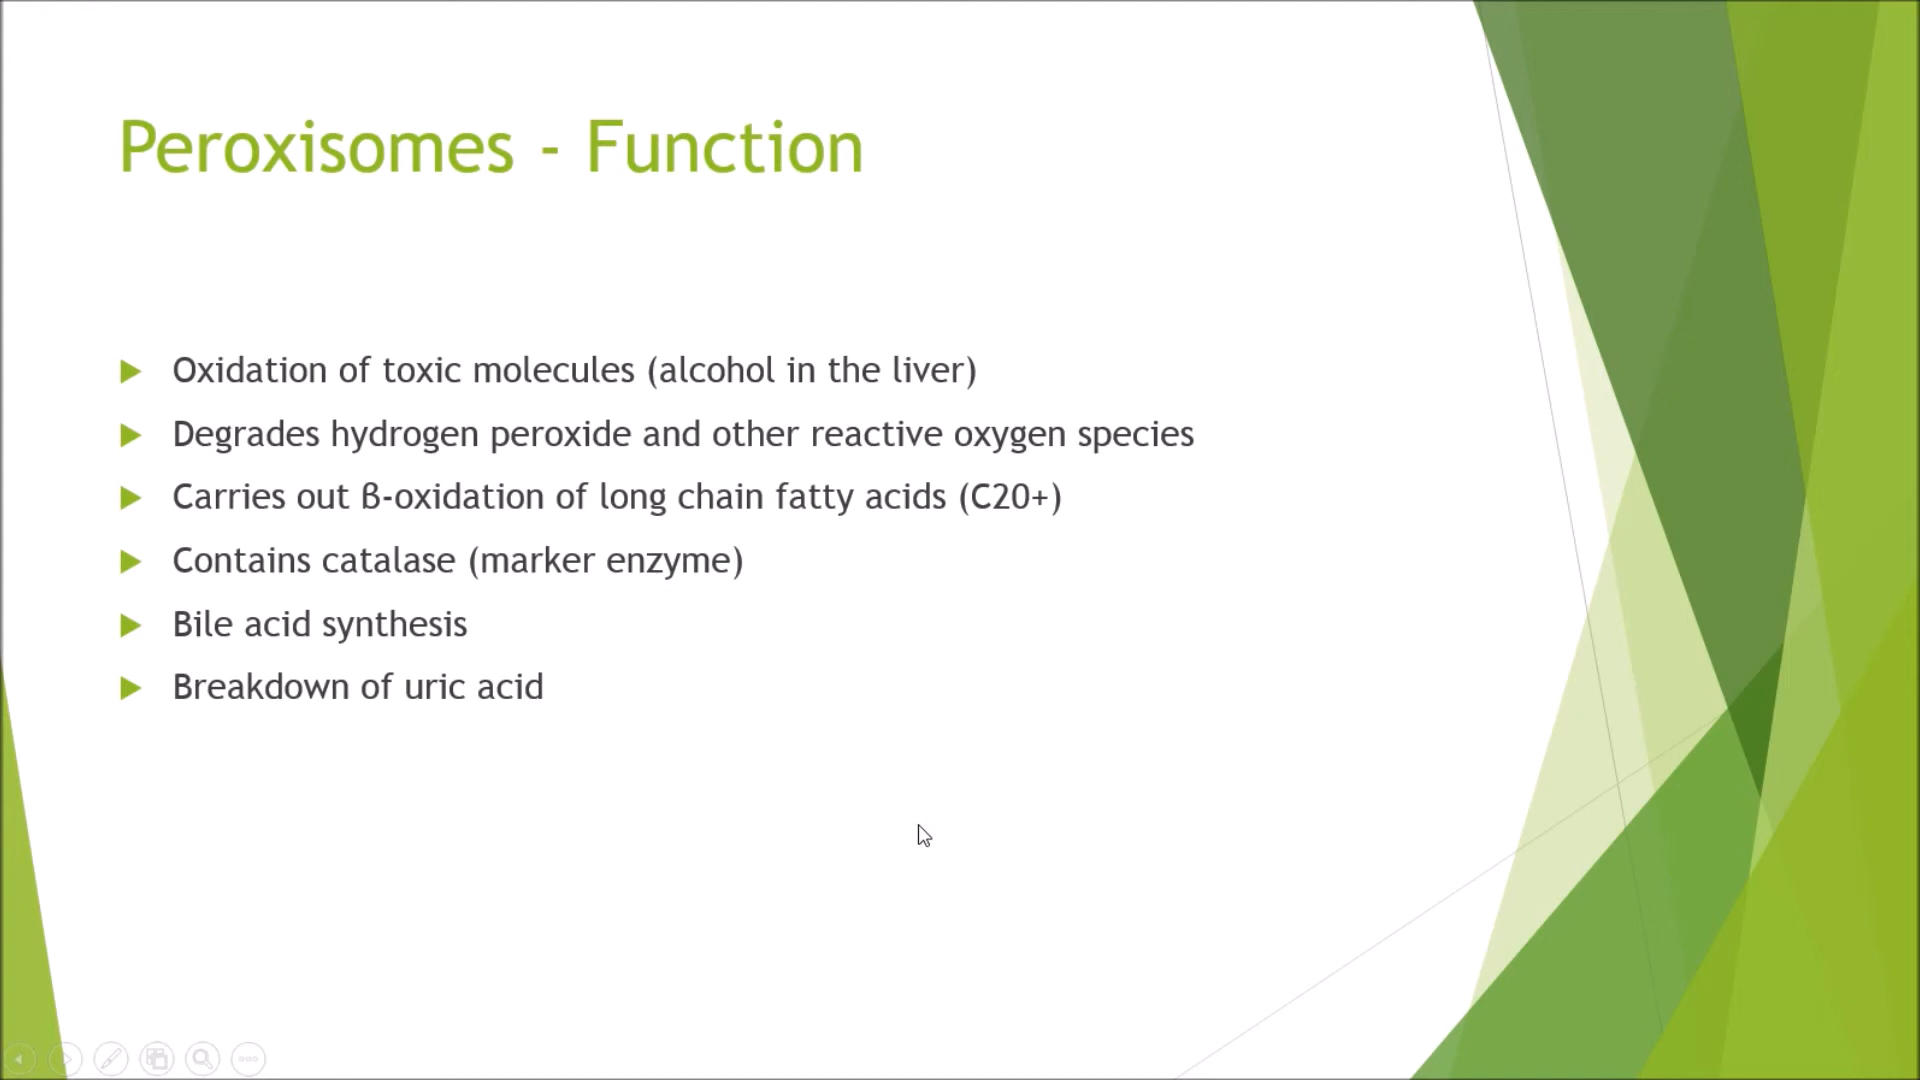 Peroxisomes - Function
Oxidation of toxic molecules (alcohol in the liver)
Degrades hydrogen peroxide and other reactive oxygen species
Carries out ß-oxidation of long chain fatty acids (C20+)
Contains catalase (marker enzyme)
Bile acid synthesis
Breakdown of uric acid